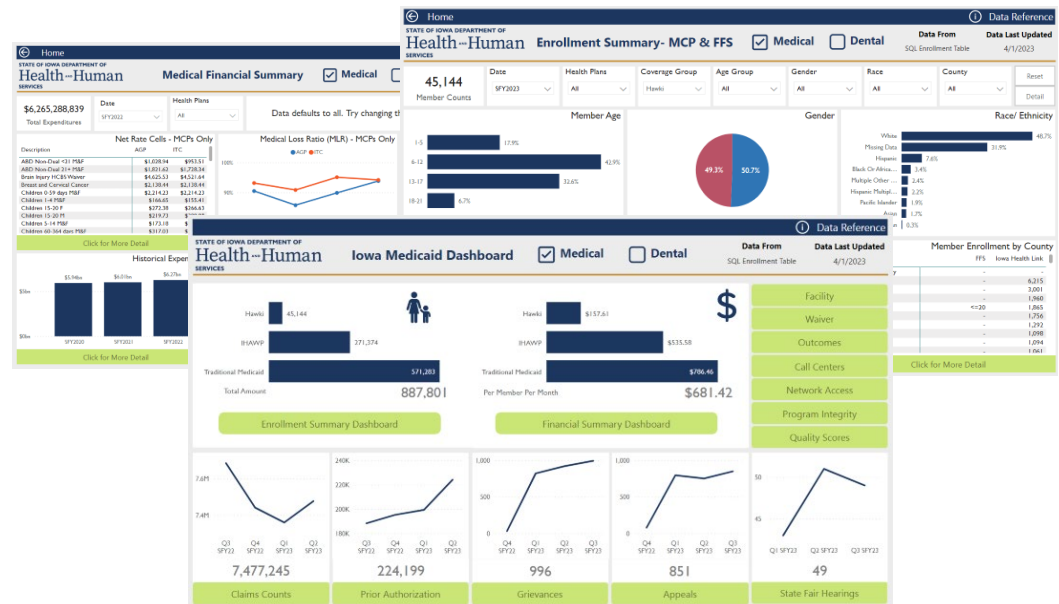 Home
STATE OF IOWA DEPARTMENT OF
Health and Human
SERVICES
Medical Financial Summary
Medical
$6,265,288,839
Total Expenditures
Date
SFY2022
Health Plans
All
Data defaults to all. Try changing th
Net Rate Cells - MCPs Only
Description AGP ITC
ABD Non-Dual <21 M&F $1,028.94 $953.51
ABD Non-Dual 21+ M&F $1,821.62 $1,728.34
Brain Injury HCBS Waiver $4,625.53 $4,521.64
Breast and Cervical Cancer $2,138.44 $2,138.44
Children 0-59 days M&F $2,214.23 $2,214.23
Children 1-4 M&F $166.65 $155.41
Children 15-20 F $272.38 $266.63
Children 15-20 M $219.73
Children 5-14 M&F $173.18 $
Children 60-364 days M&F $317.03 $
Click for More Detail
Medical Loss Ratio (MLR) - MCPs Only
AGP ITC
100%
90%
Historical Expen
$5.94bn $6.01bn $6.27bn
$5bn
$0bn
SFY2020 SFY2021 SFY2022
Click for More Detail
Home
Data Reference
STATE OF IOWA DEPARTMENT OF
Health and Human
SERVICES
Enrollment Summary- MCP & FFS
Medical
Dental
Data From
SQL Enrollment Table
Data Last Updated
4/1/2023
45,144
Member Counts
Date
SFY2023
Health Plans
All
Coverage Group
Hawki
Age Group
All
Gender
All
Race
All
County
All
Reset
Detail
Member Age
1-5 17.9%
6-12 42.9%
13-17 32.6%
18-21 6.7%
Gender
49.3% 50.7%
Race/ Ethnicity
White 48.7%
Missing Data 31.9%
Hispanic 7.6%
Black Or Africa... 3.4%
Multiple Other ... 2.4%
Hispanic Multipl... 2.2%
Pacific Islander 1.9%
Asian 1.7%
n 0.3%
Member Enrollment by County
FFS Iowa Health Link
y - -
- 6,215
- 3,001
- 1,960
<=20 1,865
- 1,756
- 1,292
- 1,098
- 1,094
- 1,061
Click for More Detail
Data Reference
STATE OF IOWA DEPARTMENT OF
Health and Human
SERVICES
Iowa Medicaid Dashboard
Medical
Dental
Data From
SQL Enrollment Table
Data Last Updated
4/1/2023
Hawki 45,144
IHAWP 271,374
Traditional Medicaid 571,283
Total Amount 887,801
Enrollment Summary Dashboard
$
Hawki $157.61
IHAWP $535.58
Traditional Medicaid $786.46
Per Member Per Month $681.42
Financial Summary Dashboard
Facility
Waiver
Outcomes
Call Centers
Network Access
Program Integrity
Quality Scores
7.6M
7.4M
Q3 SFY22 Q4 SFY22 Q1 SFY23 Q2 SFY23
7,477,245
Claims Counts
240K
220K
200K
180K
Q3 SFY22 Q4 SFY22 Q1 SFY23 Q2 SFY23
224,199
Prior Authorization
1,000
500
0
Q4 SFY22 Q1 SFY23 Q2 SFY23 Q3 SFY23
996
Grievances
1,000
500
0
Q4 SFY22 Q1 SFY23 Q2 SFY23 Q3 SFY23
851
Appeals
50
45
Q1 SFY23 Q2 SFY23 Q3 SFY23
49
State Fair Hearings